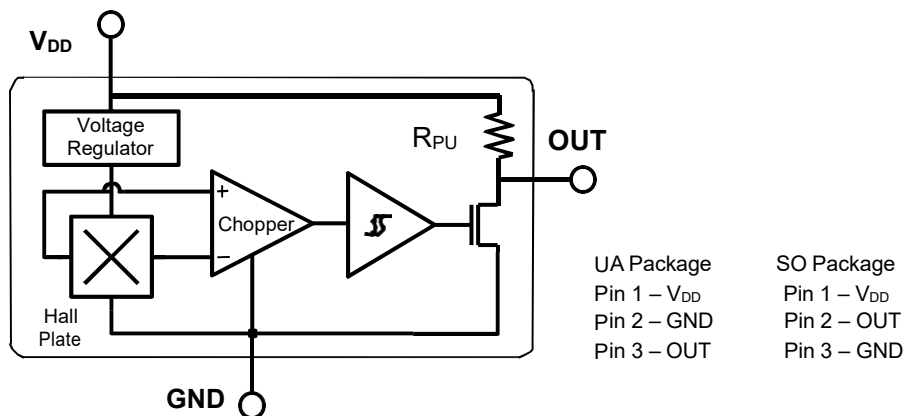 VDD
Voltage
Regulator
RPU
OUT
+
Chopper
−
Hall
Plate
GND
UA Package
Pin 1 – VDD
Pin 2 – GND
Pin 3 – OUT
SO Package
Pin 1 – VDD
Pin 2 – OUT
Pin 3 – GND